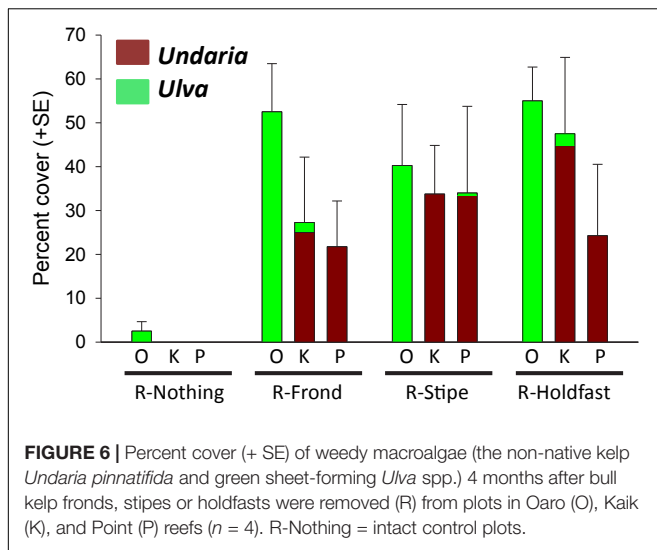 Undaria
Ulva
Percent cover (+SE)
70
60
50
40
30
20
10
0
O K P O K P O K P O K P
R-Nothing R-Frond R-Stipe R-Holdfast
FIGURE 6 | Percent cover (+ SE) of weedy macroalgae (the non-native kelp
Undaria pinnatifida and green sheet-forming Ulva spp.) 4 months after bull
kelp fronds, stipes or holdfasts were removed (R) from plots in Oaro (O), Kaik
(K), and Point (P) reefs (n = 4). R-Nothing = intact control plots.